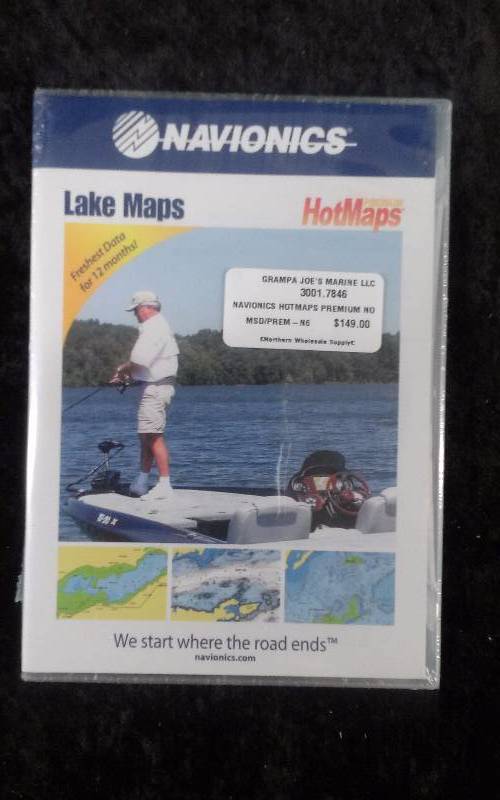 NAVIONICS
Lake Maps
PREMIUM
HotMaps
Freshest Data
for 12 months!
GRAMPA JOE'S MARINE LLC
3001.7846
NAVIONICS HOTMAPS PREMIUM NO
MSD/PREM-N6 $149.00
€Northern Wholesale Supply€
We start where the road ends™
navionics.com